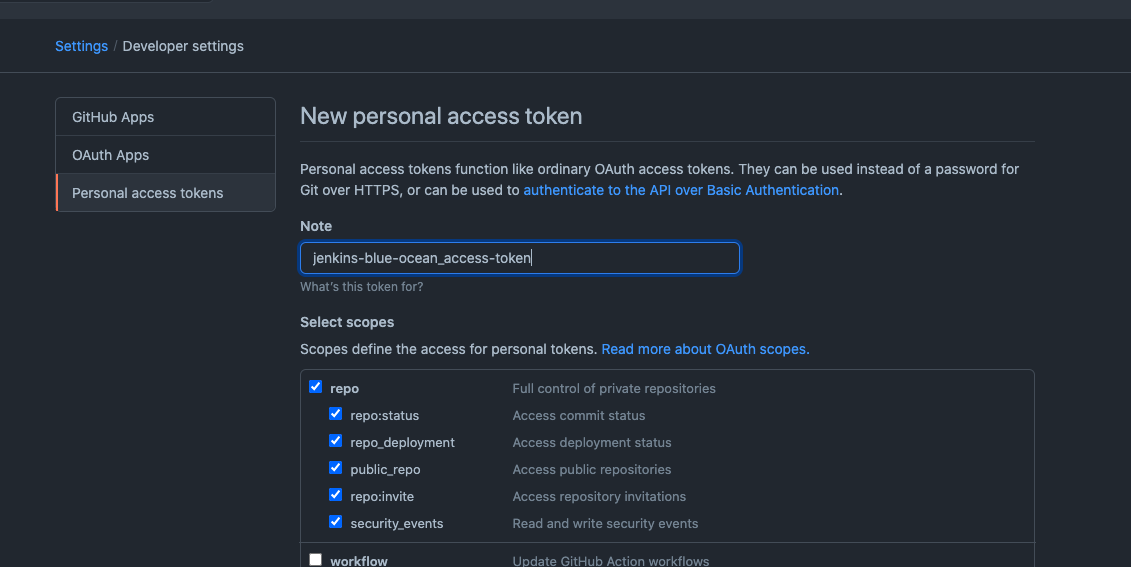 Settings / Developer settings
GitHub Apps
OAuth Apps
Personal access tokens
New personal access token
Personal access tokens function like ordinary OAuth access tokens. They can be used instead of a password for
Git over HTTPS, or can be used to authenticate to the API over Basic Authentication.
Note
jenkins-blue-ocean_access-token
What's this token for?
Select scopes
Scopes define the access for personal tokens. Read more about OAuth scopes.
repo Full control of private repositories
repo:status Access commit status
repo_deployment Access deployment status
public_repo Access public repositories
repo:invite Access repository invitations
security_events Read and write security events
workflow Update GitHub Action workflows